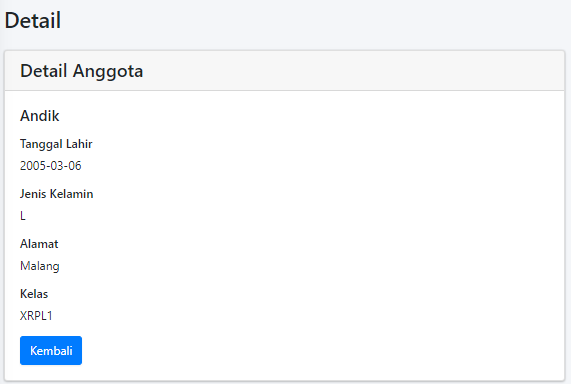 Detail
Detail Anggota
Andik
Tanggal Lahir
2005-03-06
Jenis Kelamin
L
Alamat
Malang
Kelas
XRPL1
Kembali